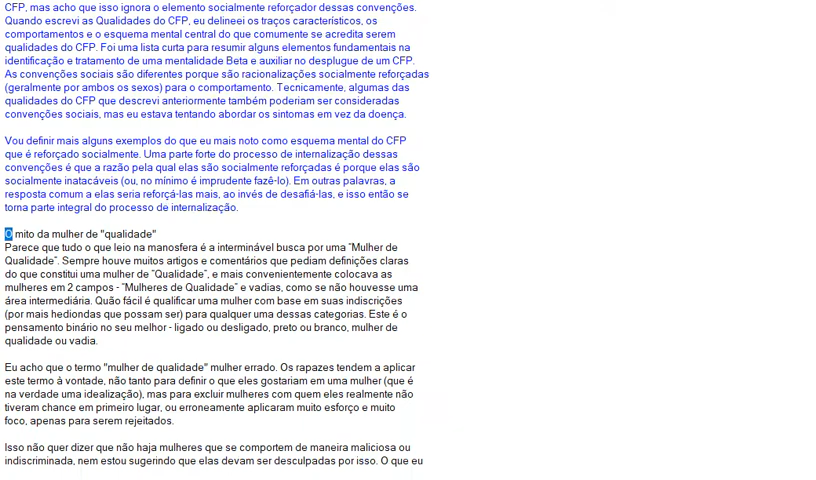 CFP, mas acho que isso ignora o elemento socialmente reforçador dessas convenções.
Quando escrevi as Qualidades do CFP, eu delineei os traços característicos, os
comportamentos e o esquema mental central do que comumente se acredita serem
qualidades do CFP. Foi uma lista curta para resumir alguns elementos fundamentais na
identificação e tratamento de uma mentalidade Beta e auxiliar no desplugue de um CFP.
As convenções sociais são diferentes porque são racionalizações socialmente reforçadas
(geralmente por ambos os sexos) para o comportamento. Tecnicamente, algumas das
qualidades do CFP que descrevi anteriormente também poderiam ser consideradas
convenções sociais, mas eu estava tentando abordar os sintomas em vez da doença.
Vou definir mais alguns exemplos do que eu mais noto como esquema mental do CFP
que é reforçado socialmente. Uma parte forte do processo de internalização dessas
convenções é que a razão pela qual elas são socialmente reforçadas é porque elas são
socialmente inatacáveis (ou, no mínimo é imprudente fazê-lo). Em outras palavras, a
resposta comum a elas seria reforçá-las mais, ao invés de desafiá-las, e isso então se
torna parte integral do processo de internalização.
O mito da mulher de "qualidade"
Parece que tudo o que leio na manosfera é a interminável busca por uma “Mulher de
Qualidade”. Sempre houve muitos artigos e comentários que pediam definições claras
do que constitui uma mulher de “Qualidade”, e mais convenientemente colocava as
mulheres em 2 campos - “Mulheres de Qualidade” e vadias, como se não houvesse uma
área intermediária. Quão fácil é qualificar uma mulher com base em suas indiscrições
(por mais hediondas que possam ser) para qualquer uma dessas categorias. Este é o
pensamento binário no seu melhor - ligado ou desligado, preto ou branco, mulher de
qualidade ou vadia.
Eu acho que o termo "mulher de qualidade" mulher errado. Os rapazes tendem a aplicar
este termo à vontade, não tanto para definir o que eles gostariam em uma mulher (que é
na verdade uma idealização), mas para excluir mulheres com quem eles realmente não
tiveram chance em primeiro lugar, ou erroneamente aplicaram muito esforço e muito
foco, apenas para serem rejeitados.
Isso não quer dizer que não haja mulheres que se comportem de maneira maliciosa ou
indiscriminada, nem estou sugerindo que elas devam ser desculpadas por isso. O que eu